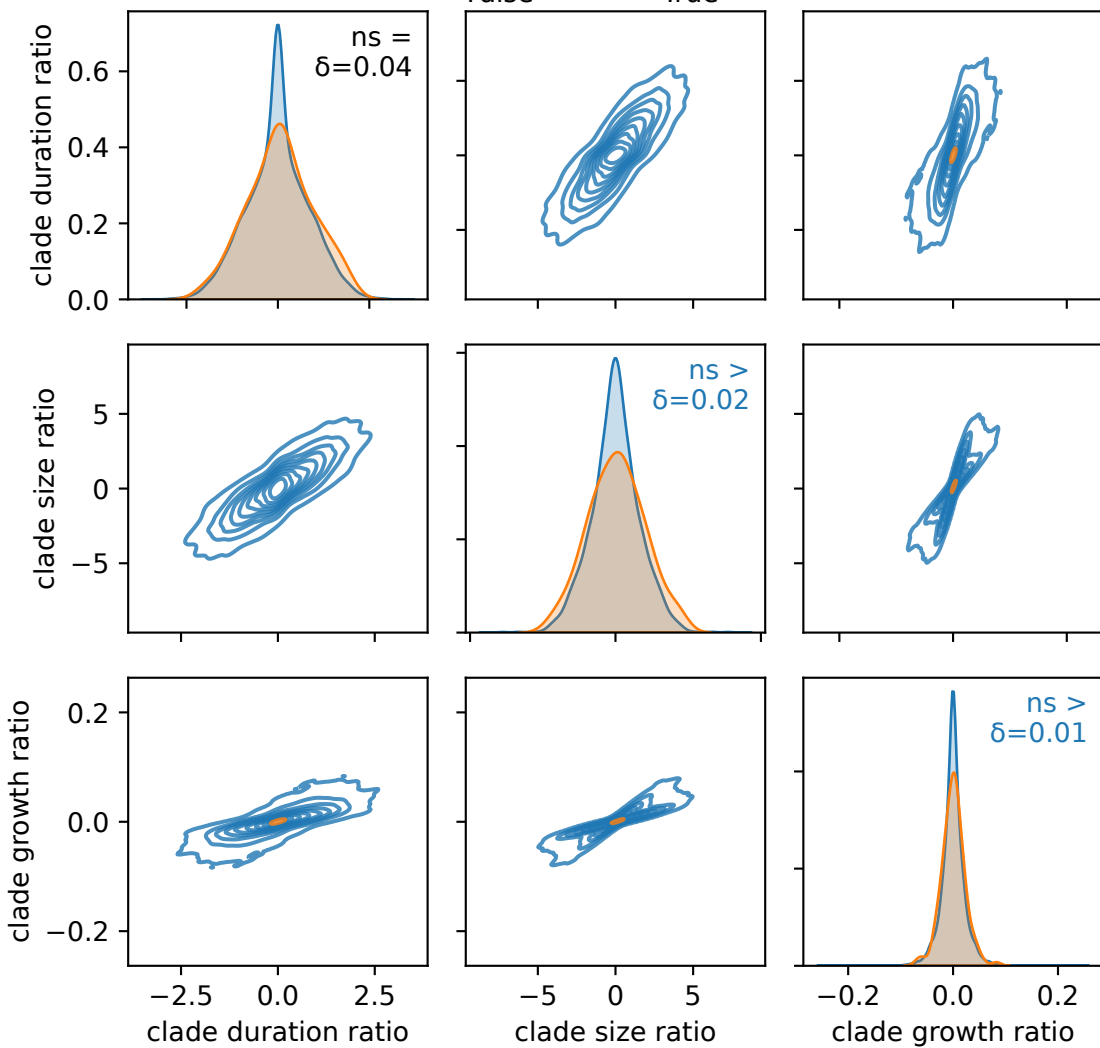 clade duration ratio
0.6
0.4
0.2
0.0
ns =
δ=0.04
clade size ratio
5
0
−5
ns >
δ=0.02
clade growth ratio
0.2
0.0
−0.2
ns >
δ=0.01
−2.5 0.0 2.5
−5 0 5
−0.2 0.0 0.2
clade duration ratio
clade size ratio
clade growth ratio